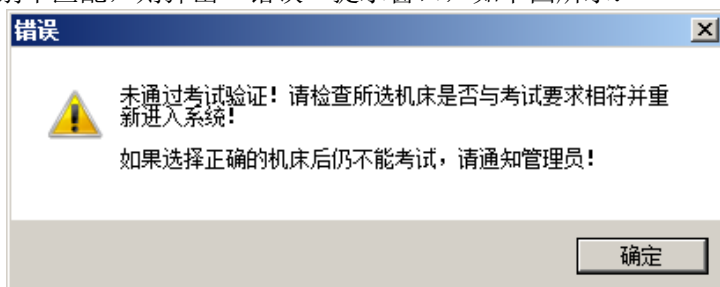 错误
未通过考试验证！请检查所选机床是否与考试要求相符并重
新进入系统！
如果选择正确的机床后仍不能考试，请通知管理员！
确定